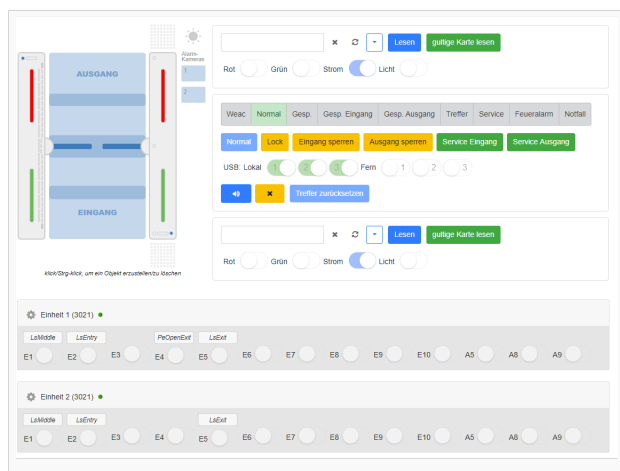 Alarm-
Kameras
1
2
AUSGANG
EINGANG
klick/Strg-klick, um ein Objekt erzustellen/zu löschen
Lesen gultige Karte lesen
Rot Grün Strom Licht
Weac Normal Gesp. Gesp. Eingang Gesp. Ausgang Treffer Service Feueralarm Notfall
Normal Lock Eingang sperren Ausgang sperren Service Eingang Service Ausgang
USB: Lokal 1 2 3 Fern 1 2 3
Treffer zurücksetzen
Lesen gultige Karte lesen
Rot Grün Strom Licht
Einheit 1 (3021)
LsMiddle LsEntry PeOpenExit LsExit
E1 E2 E3 E4 E5 E6 E7 E8 E9 E10 A5 A8 A9
Einheit 2 (3021)
LsMiddle LsEntry LsExit
E1 E2 E3 E4 E5 E6 E7 E8 E9 E10 A5 A8 A9